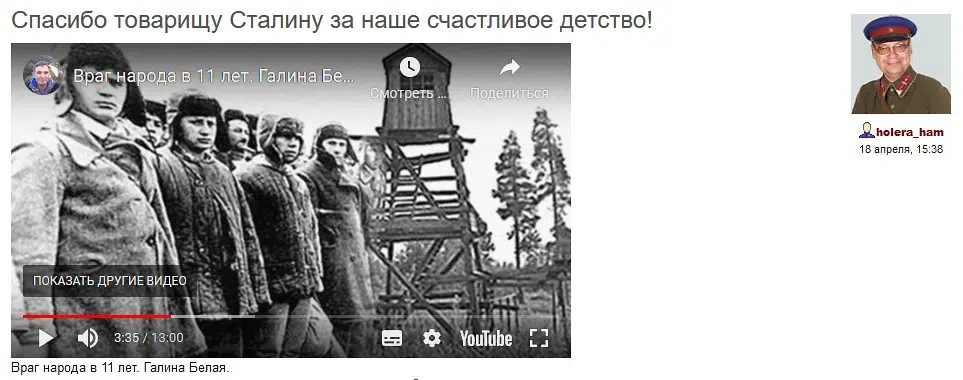 Спасибо товарищу Сталину за наше счастливое детство!
Враг народа в 11 лет. Галина Бе...
Смотреть ...
Поделиться
holera_ham
18 апреля, 15:38
ПОКАЗАТЬ ДРУГИЕ ВИДЕО
3:35 / 13:00
YouTube
Враг народа в 11 лет. Галина Белая.